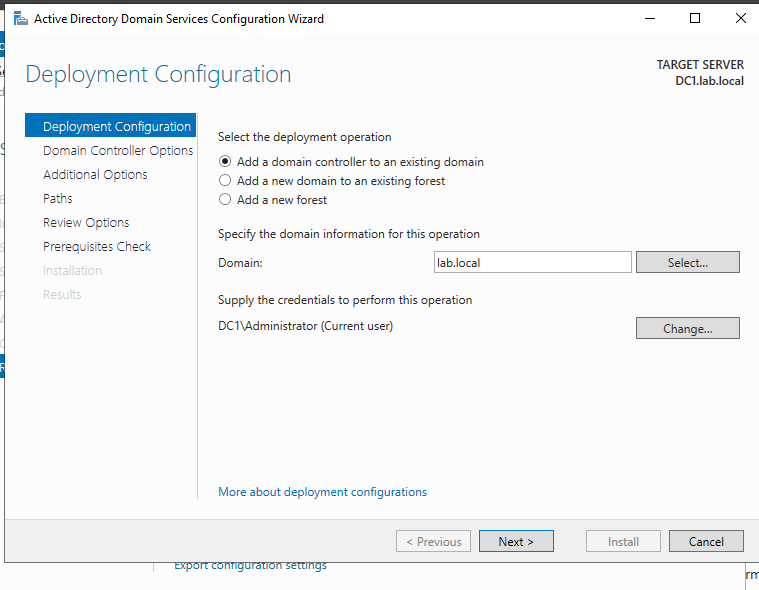 Active Directory Domain Services Configuration Wizard
Deployment Configuration
TARGET SERVER
DC1.lab.local
Deployment Configuration
Domain Controller Options
Additional Options
Paths
Review Options
Prerequisites Check
Installation
Results
Select the deployment operation
Add a domain controller to an existing domain
Add a new domain to an existing forest
Add a new forest
Specify the domain information for this operation
Domain:
lab.local
Select...
Supply the credentials to perform this operation
DC1\Administrator (Current user)
Change...
More about deployment configurations
< Previous
Next >
Install
Cancel
Export configuration settings